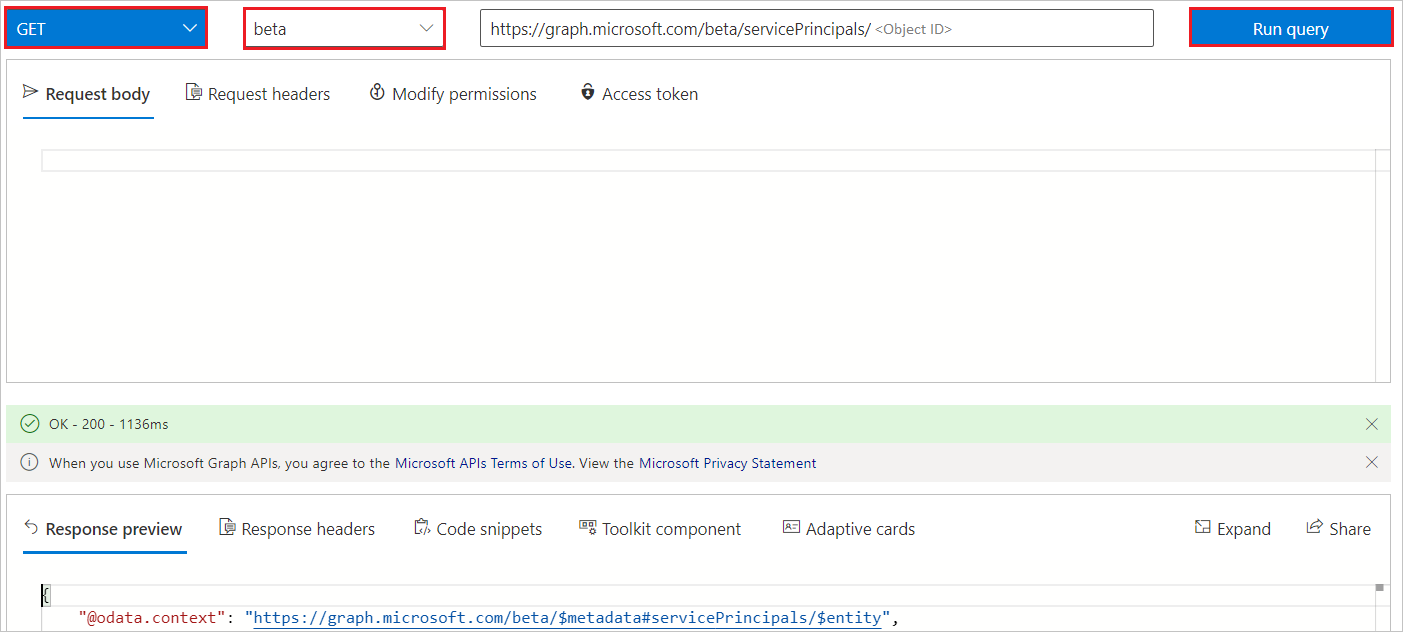 GET beta https://graph.microsoft.com/beta/servicePrincipals/ <Object ID> Run query
Request body Request headers Modify permissions Access token
OK - 200 - 1136ms
When you use Microsoft Graph APIs, you agree to the Microsoft APIs Terms of Use. View the Microsoft Privacy Statement
Response preview Response headers Code snippets Toolkit component Adaptive cards Expand Share
{
"@odata.context": "https://graph.microsoft.com/beta/$metadata#servicePrincipals/$entity",